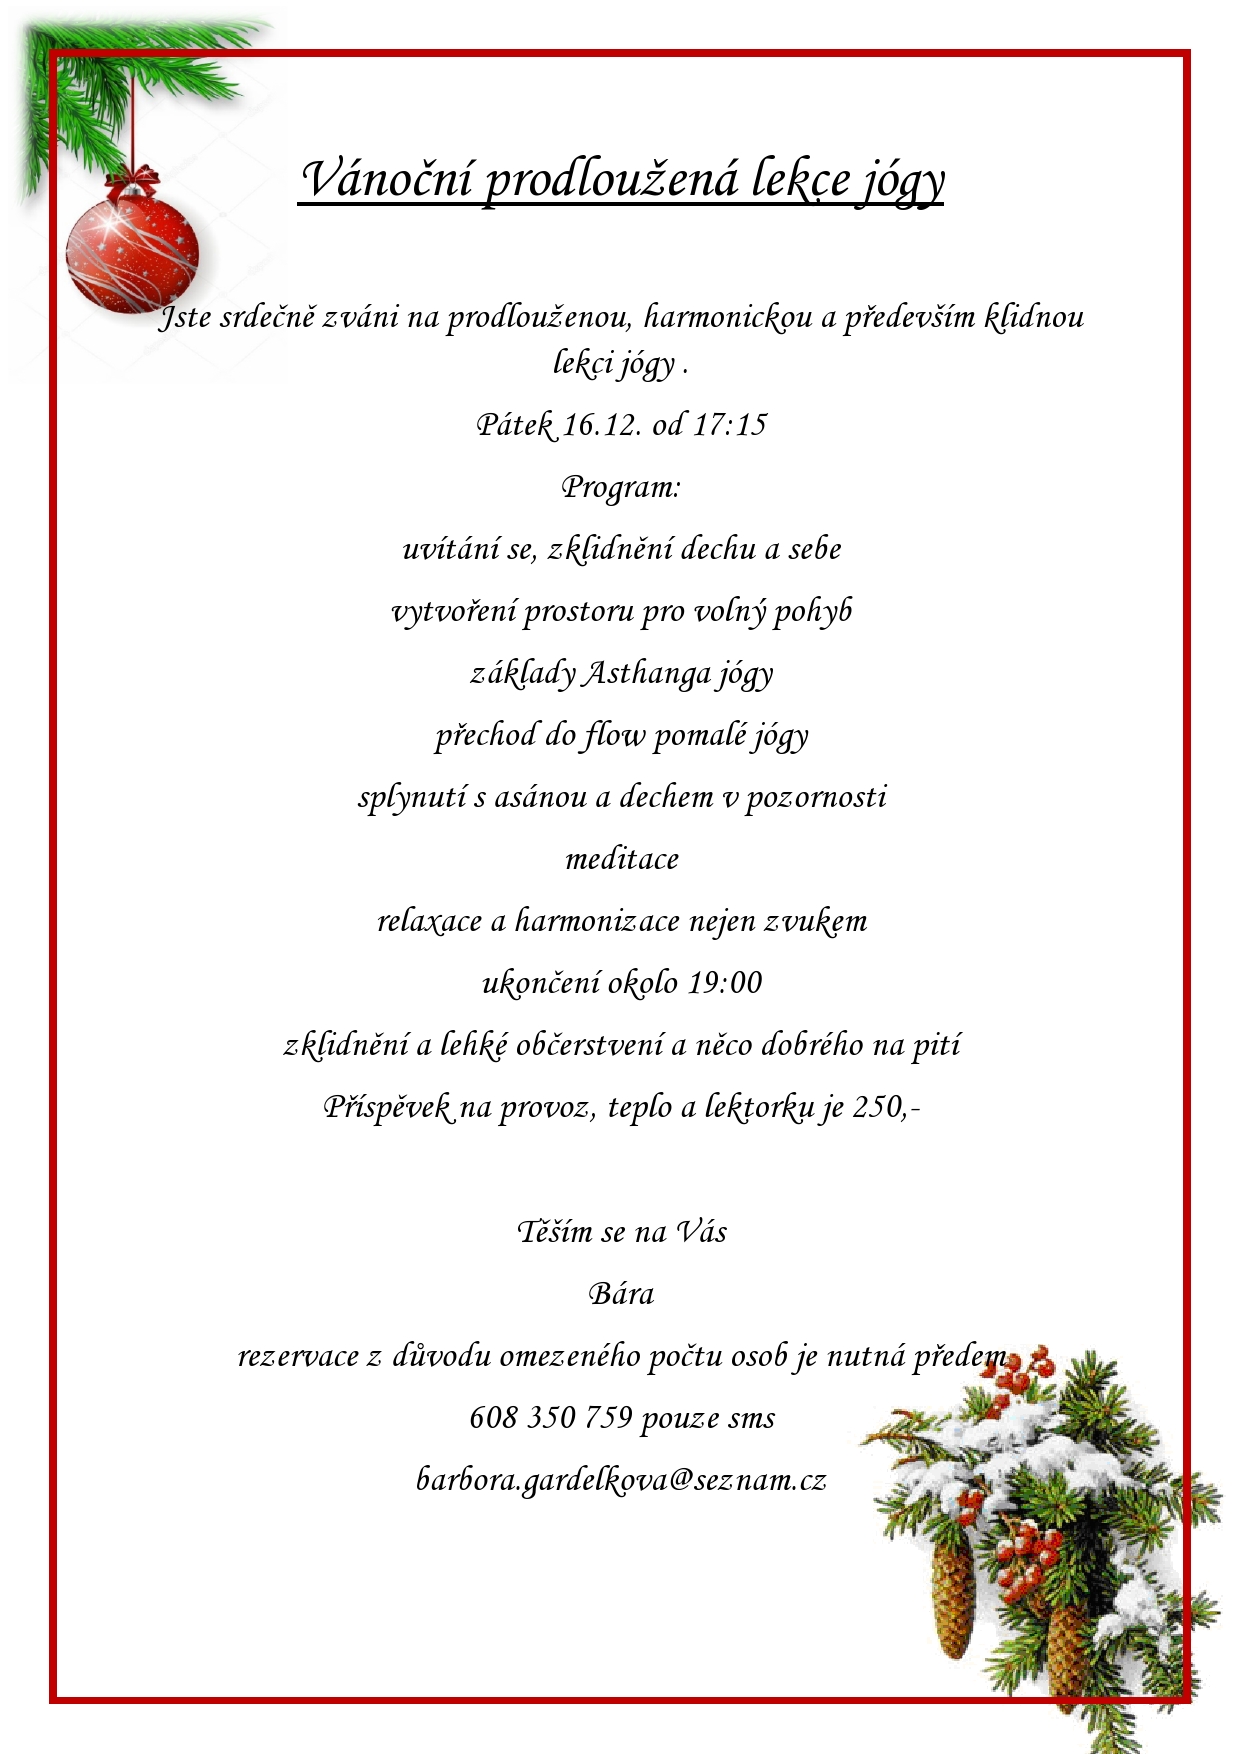 Vánoční prodloužená lekce jógy
Jste srdečně zváni na prodlouženou, harmonickou a především klidnou
lekci jógy .
Pátek 16.12. od 17:15
Program:
uvítání se, zklidnění dechu a sebe
vytvoření prostoru pro volný pohyb
základy Asthanga jógy
přechod do flow pomalé jógy
splynutí s asánou a dechem v pozornosti
meditace
relaxace a harmonizace nejen zvukem
ukončení okolo 19:00
zklidnění a lehké občerstvení a něco dobrého na pití
Příspěvek na provoz, teplo a lektorku je 250,-
Těším se na Vás
Bára
rezervace z důvodu omezeného počtu osob je nutná předem
608 350 759 pouze sms
barbora.gardelkova@seznam.cz